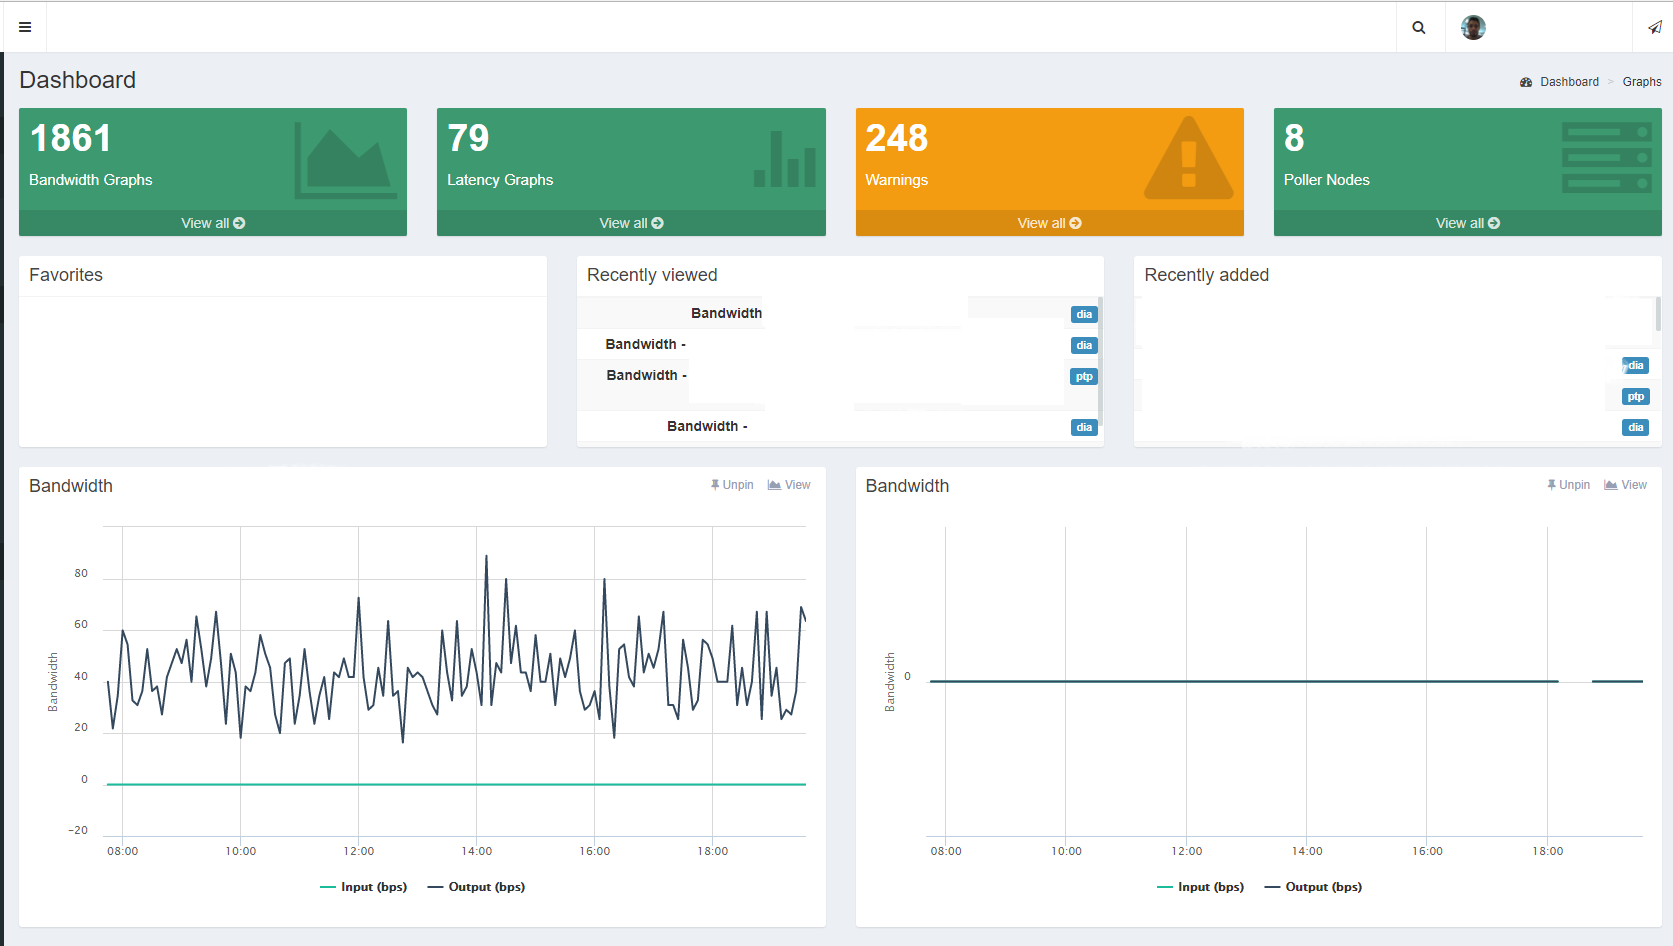 Dashboard
Dashboard > Graphs
1861
Bandwidth Graphs
View all
79
Latency Graphs
View all
248
Warnings
View all
8
Poller Nodes
View all
Favorites
Recently viewed
Bandwidth
dia
Bandwidth -
dia
Bandwidth -
ptp
Bandwidth -
dia
Recently added
dia
ptp
dia
Bandwidth
Unpin View
Bandwidth
80
60
40
20
0
−20
08:00 10:00 12:00 14:00 16:00 18:00
Input (bps) Output (bps)
Bandwidth
Unpin View
Bandwidth
0
08:00 10:00 12:00 14:00 16:00 18:00
Input (bps) Output (bps)